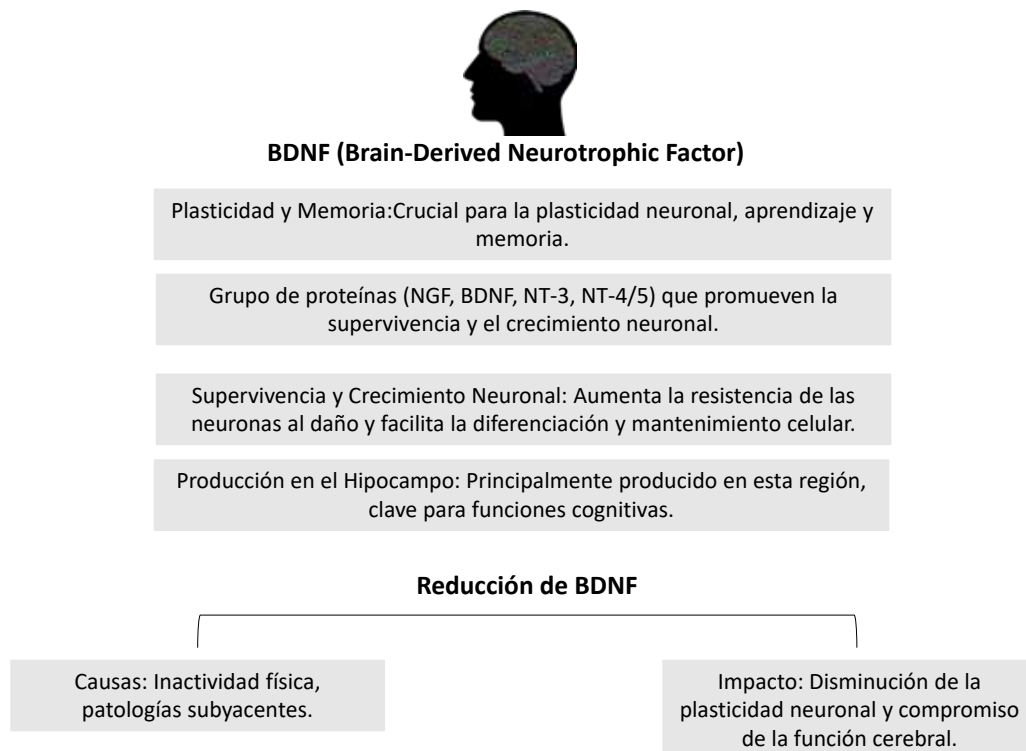 BDNF (Brain-Derived Neurotrophic Factor)
Plasticidad y Memoria:Crucial para la plasticidad neuronal, aprendizaje y
memoria.
Grupo de proteínas (NGF, BDNF, NT-3, NT-4/5) que promueven la
supervivencia y el crecimiento neuronal.
Supervivencia y Crecimiento Neuronal: Aumenta la resistencia de las
neuronas al daño y facilita la diferenciación y mantenimiento celular.
Producción en el Hipocampo: Principalmente producido en esta región,
clave para funciones cognitivas.
Reducción de BDNF
Causas: Inactividad física,
patologías subyacentes.
Impacto: Disminución de la
plasticidad neuronal y compromiso
de la función cerebral.